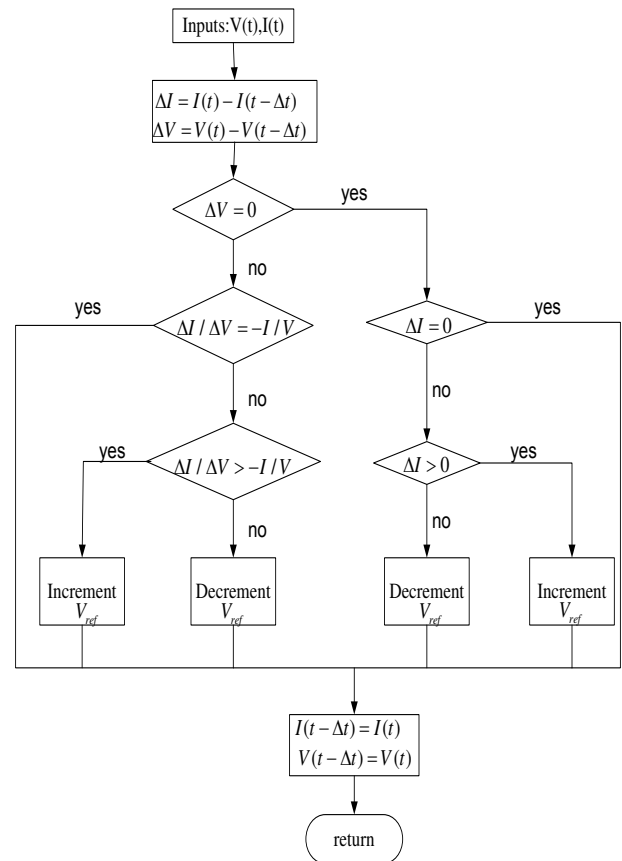 Inputs:V(t),I(t)
ΔI = I(t) − I(t − Δt)
ΔV = V(t) − V(t − Δt)
yes
ΔV = 0
no
yes
yes
ΔI / ΔV = −I / V
ΔI = 0
no
no
yes
ΔI / ΔV > −I / V
ΔI > 0
yes
no
no
Increment
V_ref
Decrement
V_ref
Decrement
V_ref
Increment
V_ref
I(t − Δt) = I(t)
V(t − Δt) = V(t)
return